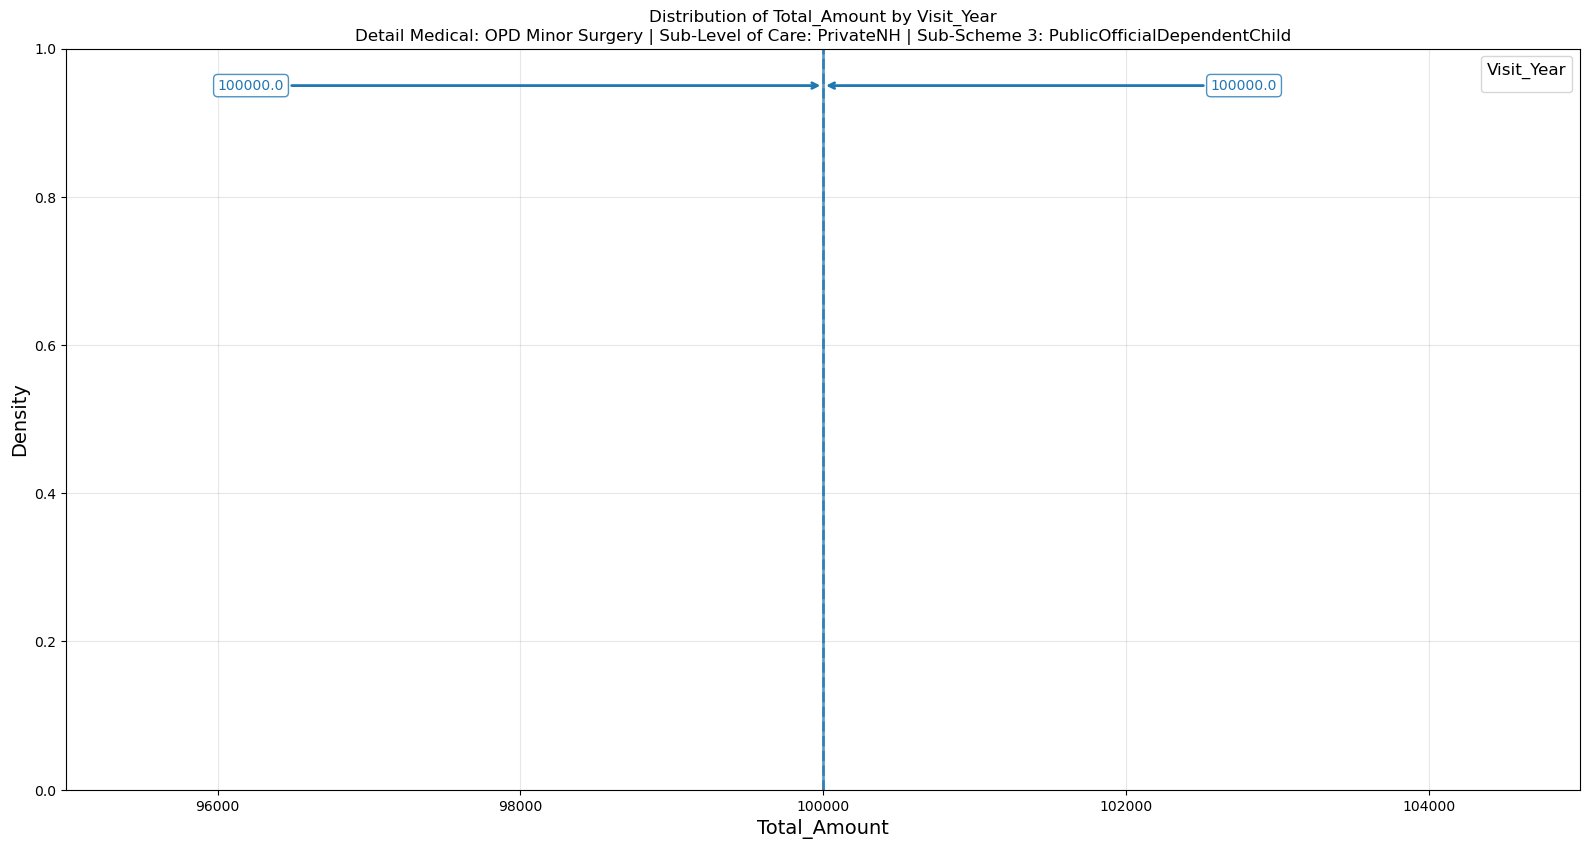 Distribution of Total_Amount by Visit_Year
Detail Medical: OPD Minor Surgery | Sub-Level of Care: PrivateNH | Sub-Scheme 3: PublicOfficialDependentChild
1.0
100000.0
100000.0
Visit_Year
0.8
0.6
Density
0.4
0.2
0.0
96000
98000
100000
102000
104000
Total_Amount